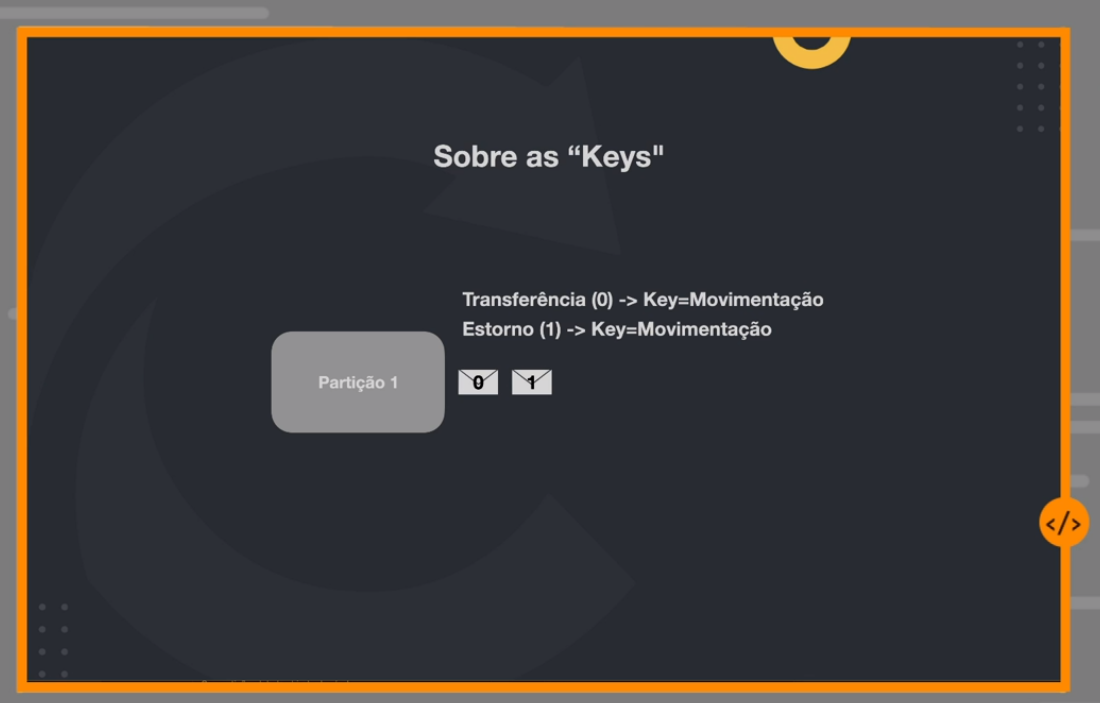 Sobre as “Keys"
Transferência (0) -> Key=Movimentação
Estorno (1) -> Key=Movimentação
Partição 1
0 1
</>